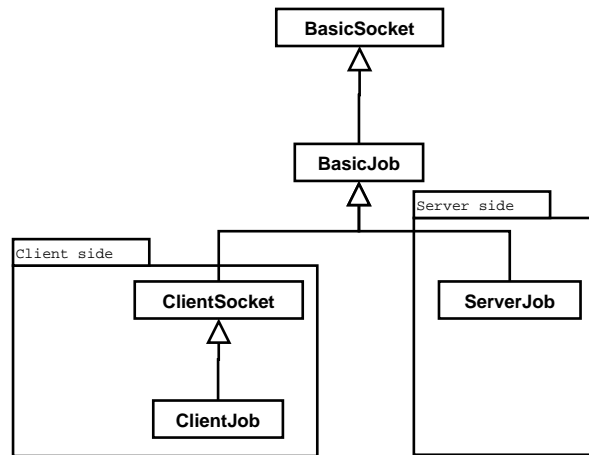 BasicSocket
BasicJob
Server side
Client side
ClientSocket
ServerJob
ClientJob